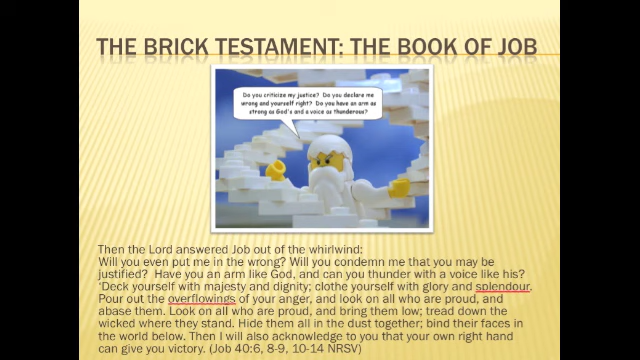 THE BRICK TESTAMENT: THE BOOK OF JOB
Do you criticize my justice? Do you declare me
wrong and yourself right? Do you have an arm as
strong as God's and a voice as thunderous?
Then the Lord answered Job out of the whirlwind:
Will you even put me in the wrong? Will you condemn me that you may be
justified? Have you an arm like God, and can you thunder with a voice like his?
‘Deck yourself with majesty and dignity; clothe yourself with glory and splendour.
Pour out the overflowings of your anger, and look on all who are proud, and
abase them. Look on all who are proud, and bring them low; tread down the
wicked where they stand. Hide them all in the dust together; bind their faces in
the world below. Then I will also acknowledge to you that your own right hand
can give you victory. (Job 40:6, 8-9, 10-14 NRSV)